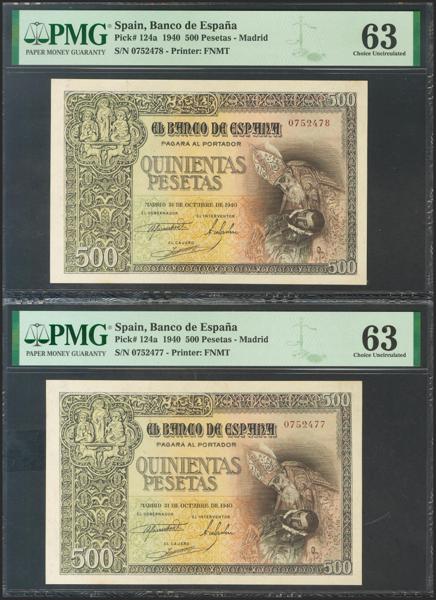 PMG
PAPER MONEY GUARANTY
Spain, Banco de España
Pick# 124a 1940 500 Pesetas - Madrid
S/N 0752478 - Printer: FNMT
63
Choice Uncirculated
500
500
EL BANCO DE ESPAÑA
0752478
PAGARÁ AL PORTADOR
QUINIENTAS
PESETAS
MADRID 31 DE OCTUBRE DE 1940
EL GOBERNADOR
EL INTERVENTOR
EL CAJERO
500
500
PMG
PAPER MONEY GUARANTY
Spain, Banco de España
Pick# 124a 1940 500 Pesetas - Madrid
S/N 0752477 - Printer: FNMT
63
Choice Uncirculated
500
EL BANCO DE ESPAÑA
0752477
PAGARÁ AL PORTADOR
QUINIENTAS
PESETAS
MADRID 31 DE OCTUBRE DE 1940
EL GOBERNADOR
EL INTERVENTOR
EL CAJERO
500
500